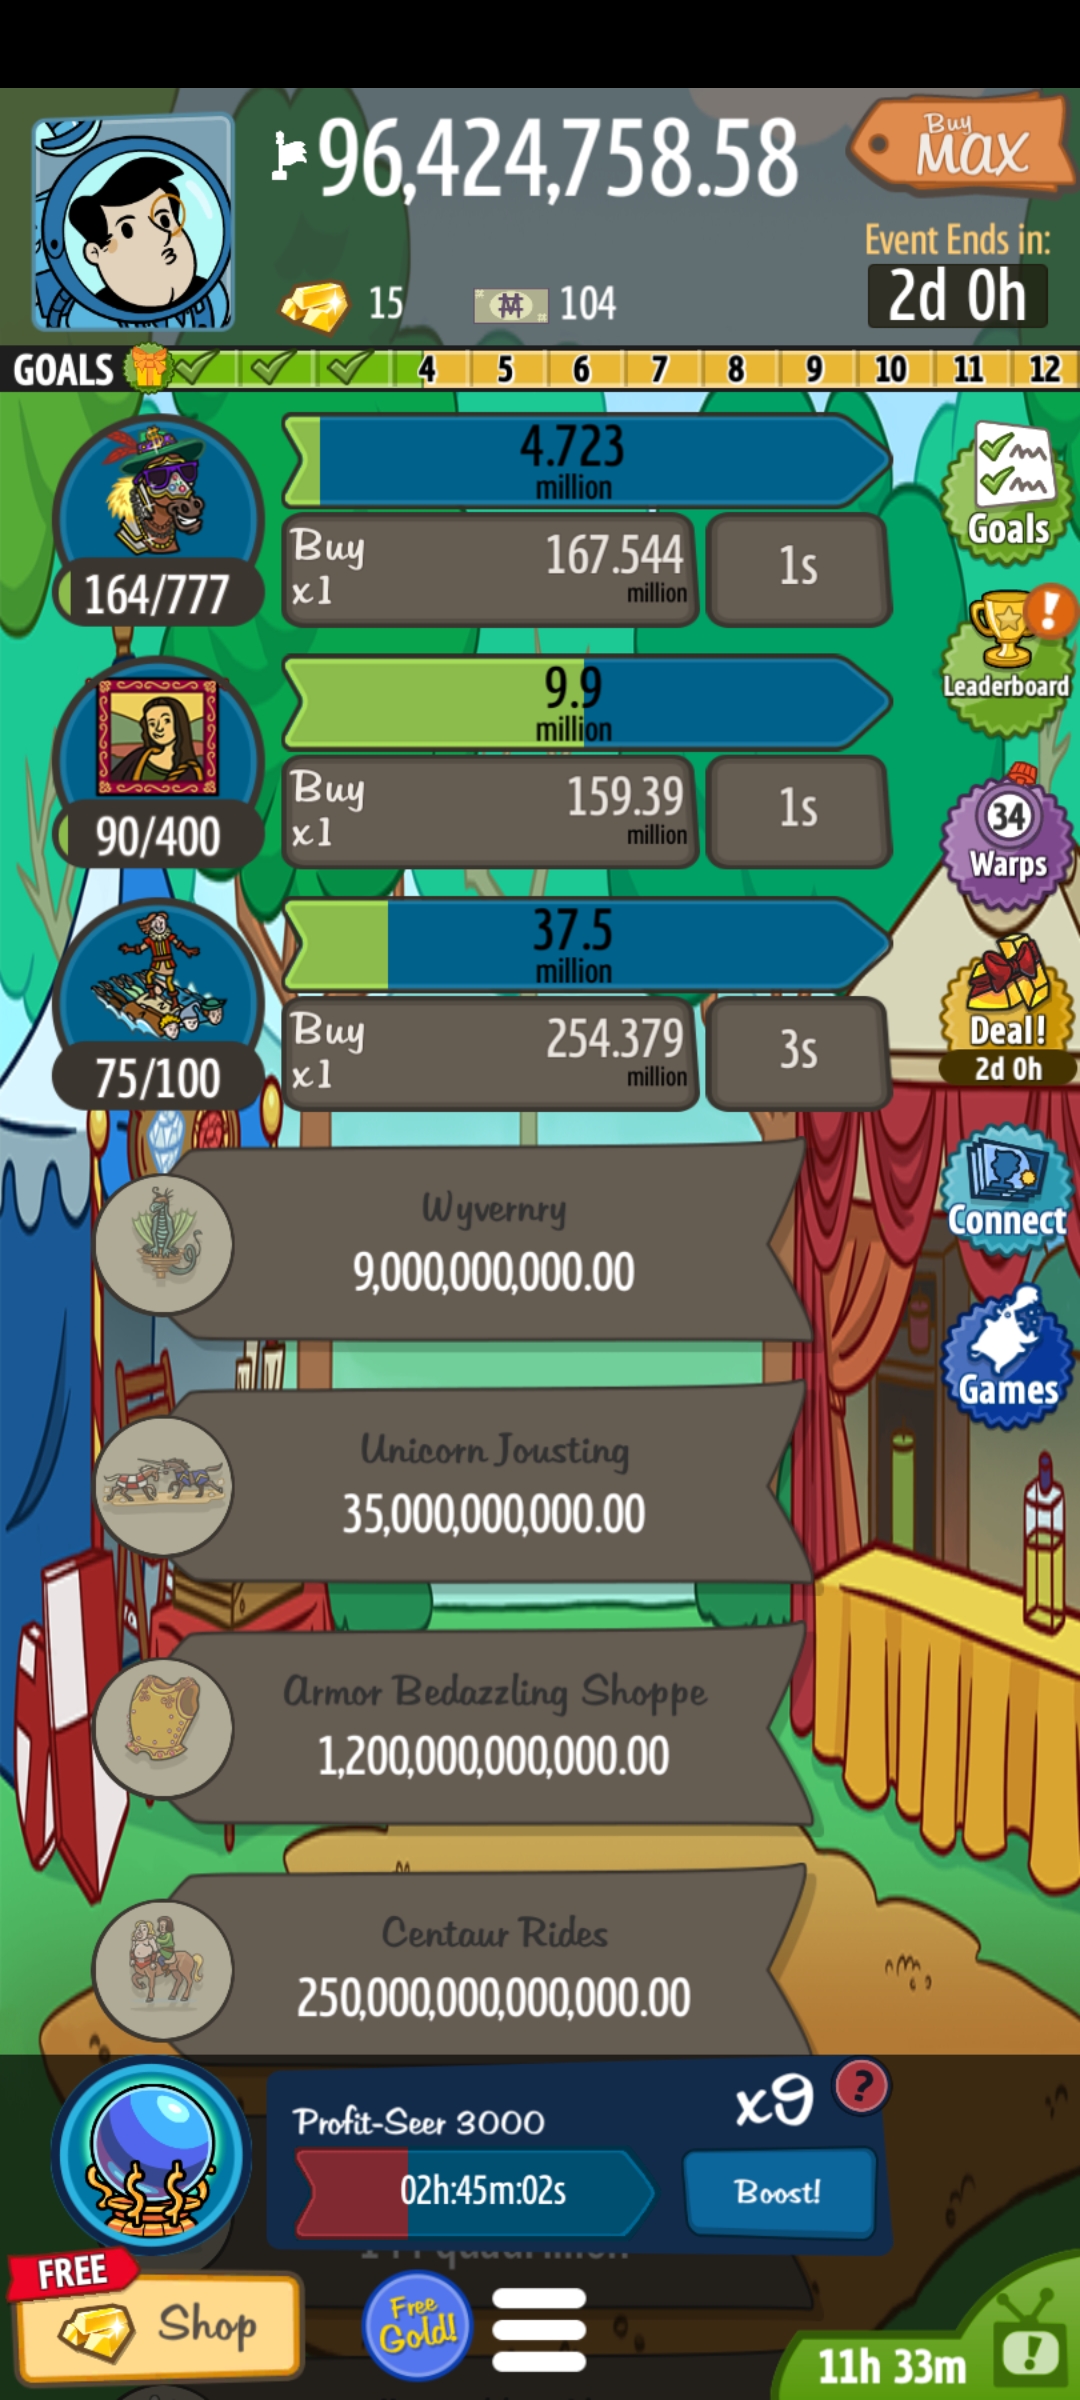 96,424,758.58
Buy
MAX
Event Ends in:
2d 0h
15
104
GOALS
4 5 6 7 8 9 10 11 12
4.723
million
Buy
x1
167.544
million
1s
164/777
Goals
Leaderboard
9.9
million
Buy
x1
159.39
million
1s
90/400
34
Warps
37.5
million
Buy
x1
254.379
million
3s
75/100
Deal!
2d 0h
Wyvernry
9,000,000,000.00
Connect
Unicorn Jousting
35,000,000,000.00
Games
Armor Bedazzling Shoppe
1,200,000,000,000.00
Centaur Rides
250,000,000,000,000.00
Profit-Seer 3000
x9
?
02h:45m:02s
Boost!
FREE
Shop
Free
Gold!
11h 33m
!